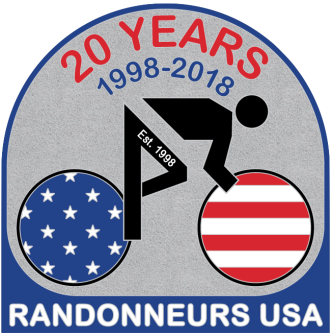 20 YEARS
1998-2018
Est. 1998
RANDONNEURS USA